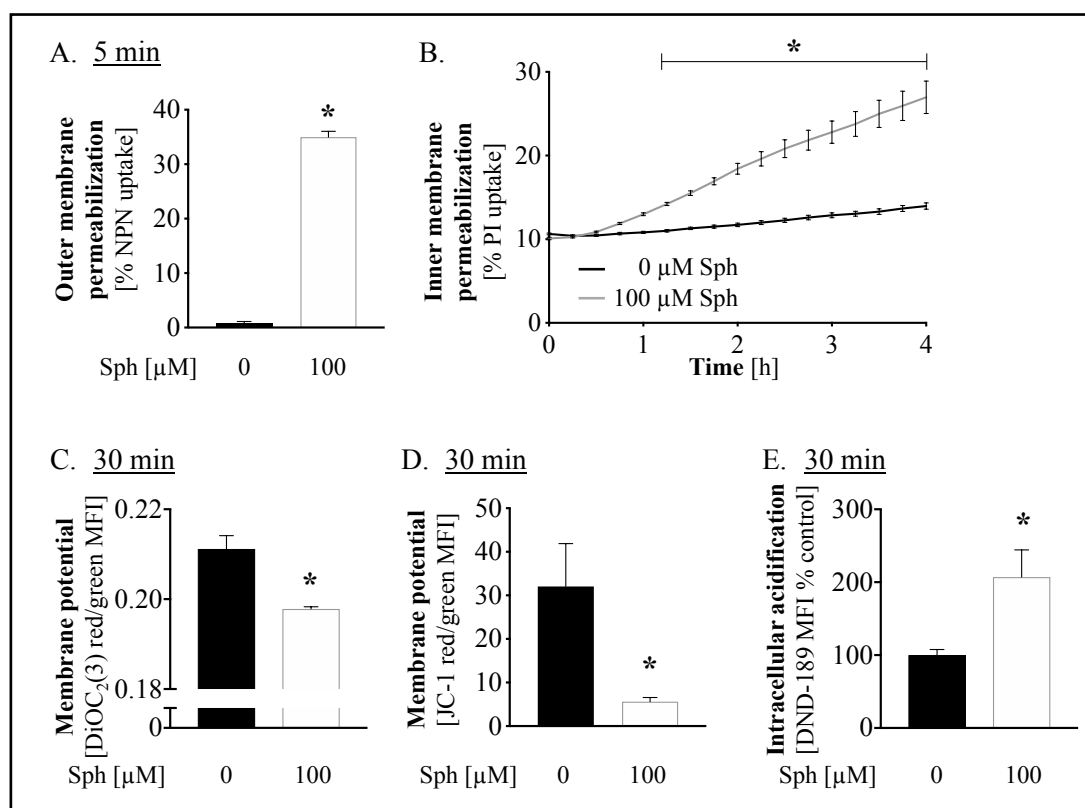 A. 5 min
Outer membrane
permeabilization
[% NPN uptake]
40
30
20
10
0
*
Sph [µM]
0
100
B.
*
Inner membrane
permeabilization
[% PI uptake]
30
20
10
0
0 µM Sph
100 µM Sph
0
1
2
3
4
Time [h]
C. 30 min
Membrane potential
[DiOC₂(3) red/green MFI]
0.22
0.20
0.18
0
*
Sph [µM]
0
100
D. 30 min
Membrane potential
[JC-1 red/green MFI]
50
40
30
20
10
0
*
Sph [µM]
0
100
E. 30 min
Intracellular acidification
[DND-189 MFI % control]
300
200
100
0
*
Sph [µM]
0
100